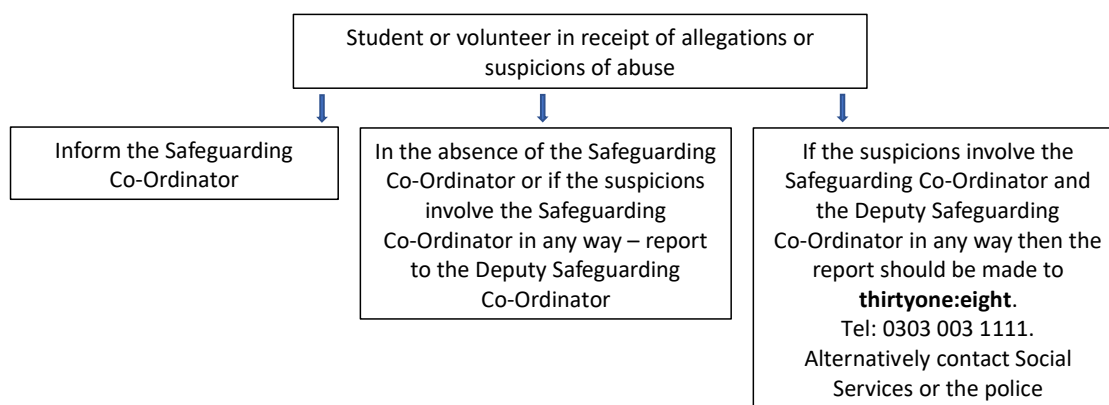 Student or volunteer in receipt of allegations or
suspicions of abuse
Inform the Safeguarding
Co-Ordinator
In the absence of the Safeguarding
Co-Ordinator or if the suspicions
involve the Safeguarding
Co-Ordinator in any way – report
to the Deputy Safeguarding
Co-Ordinator
If the suspicions involve the
Safeguarding Co-Ordinator and
the Deputy Safeguarding
Co-Ordinator in any way then the
report should be made to
thirtyone:eight.
Tel: 0303 003 1111.
Alternatively contact Social
Services or the police